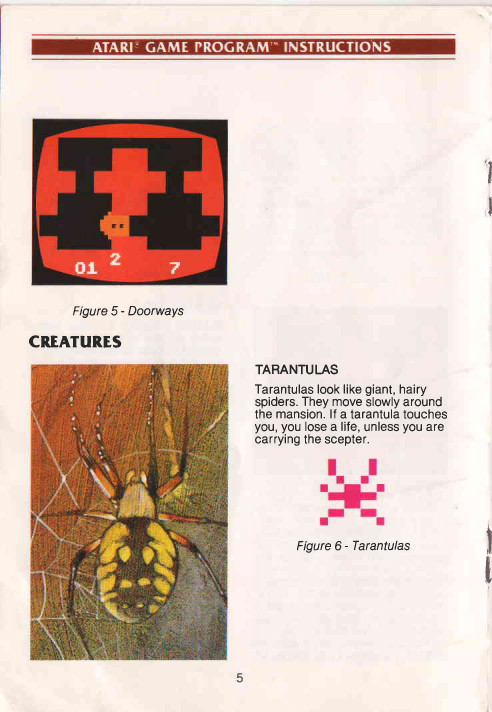 ATARI® GAME PROGRAM™ INSTRUCTIONS
01 2 7
Figure 5 - Doorways
CREATURES
TARANTULAS
Tarantulas look like giant, hairy
spiders. They move slowly around
the mansion. If a tarantula touches
you, you lose a life, unless you are
carrying the scepter.
Figure 6 - Tarantulas
5